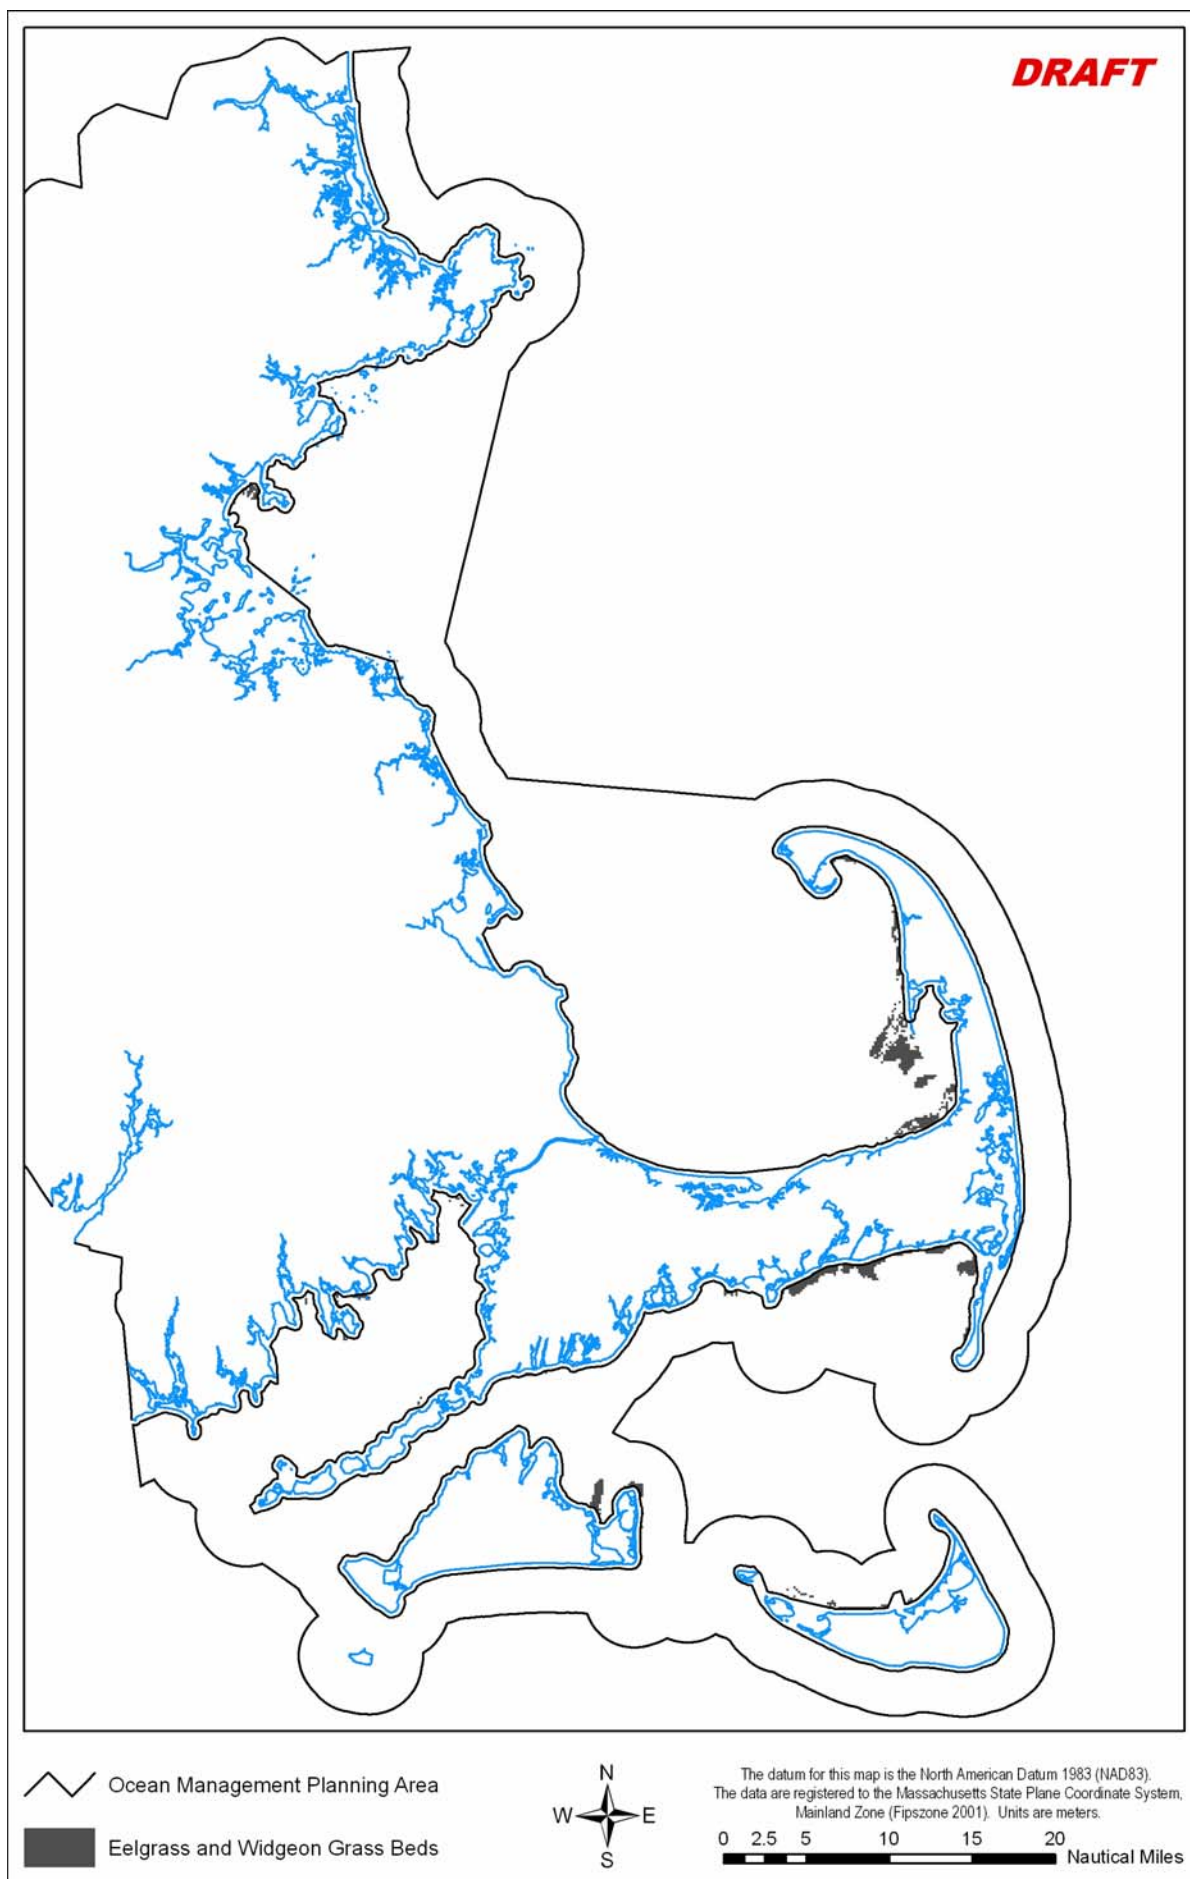 DRAFT
Ocean Management Planning Area
Eelgrass and Widgeon Grass Beds
N
W E
S
The datum for this map is the North American Datum 1983 (NAD83).
The data are registered to the Massachusetts State Plane Coordinate System,
Mainland Zone (Fipszone 2001). Units are meters.
0 2.5 5 10 15 20
Nautical Miles